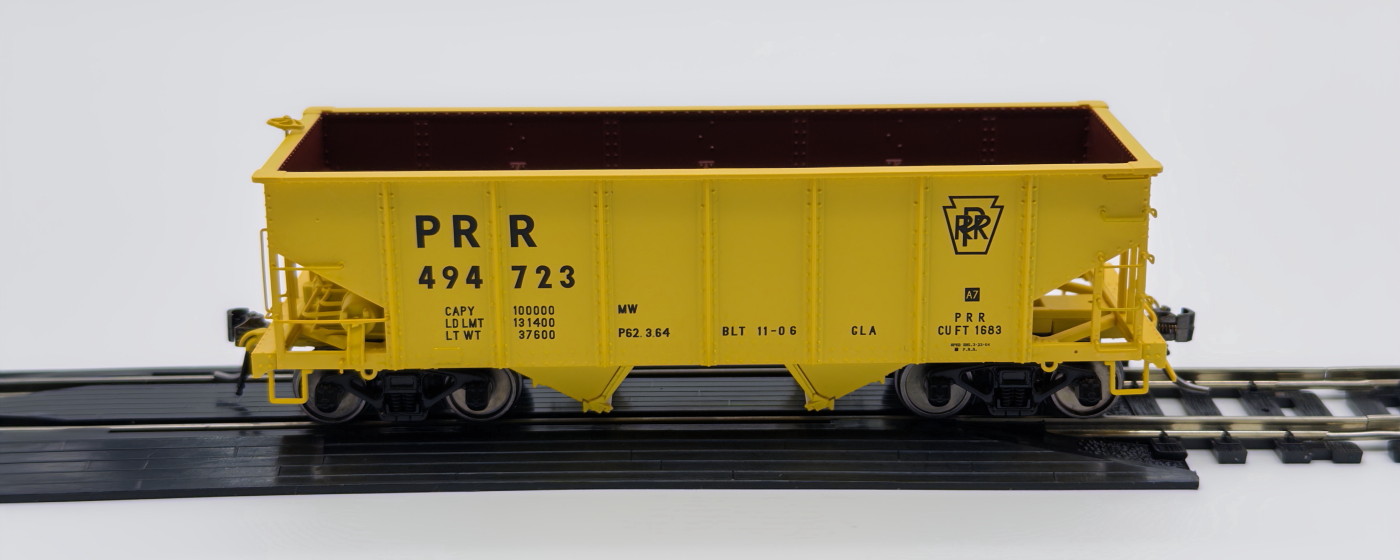 PRR
494 723
CAPY 100000
LD LMT 131400
LT WT 37600
MW
P62.3.64
BLT 11-06
GLA
PRR
A7
PRR
CU FT 1683